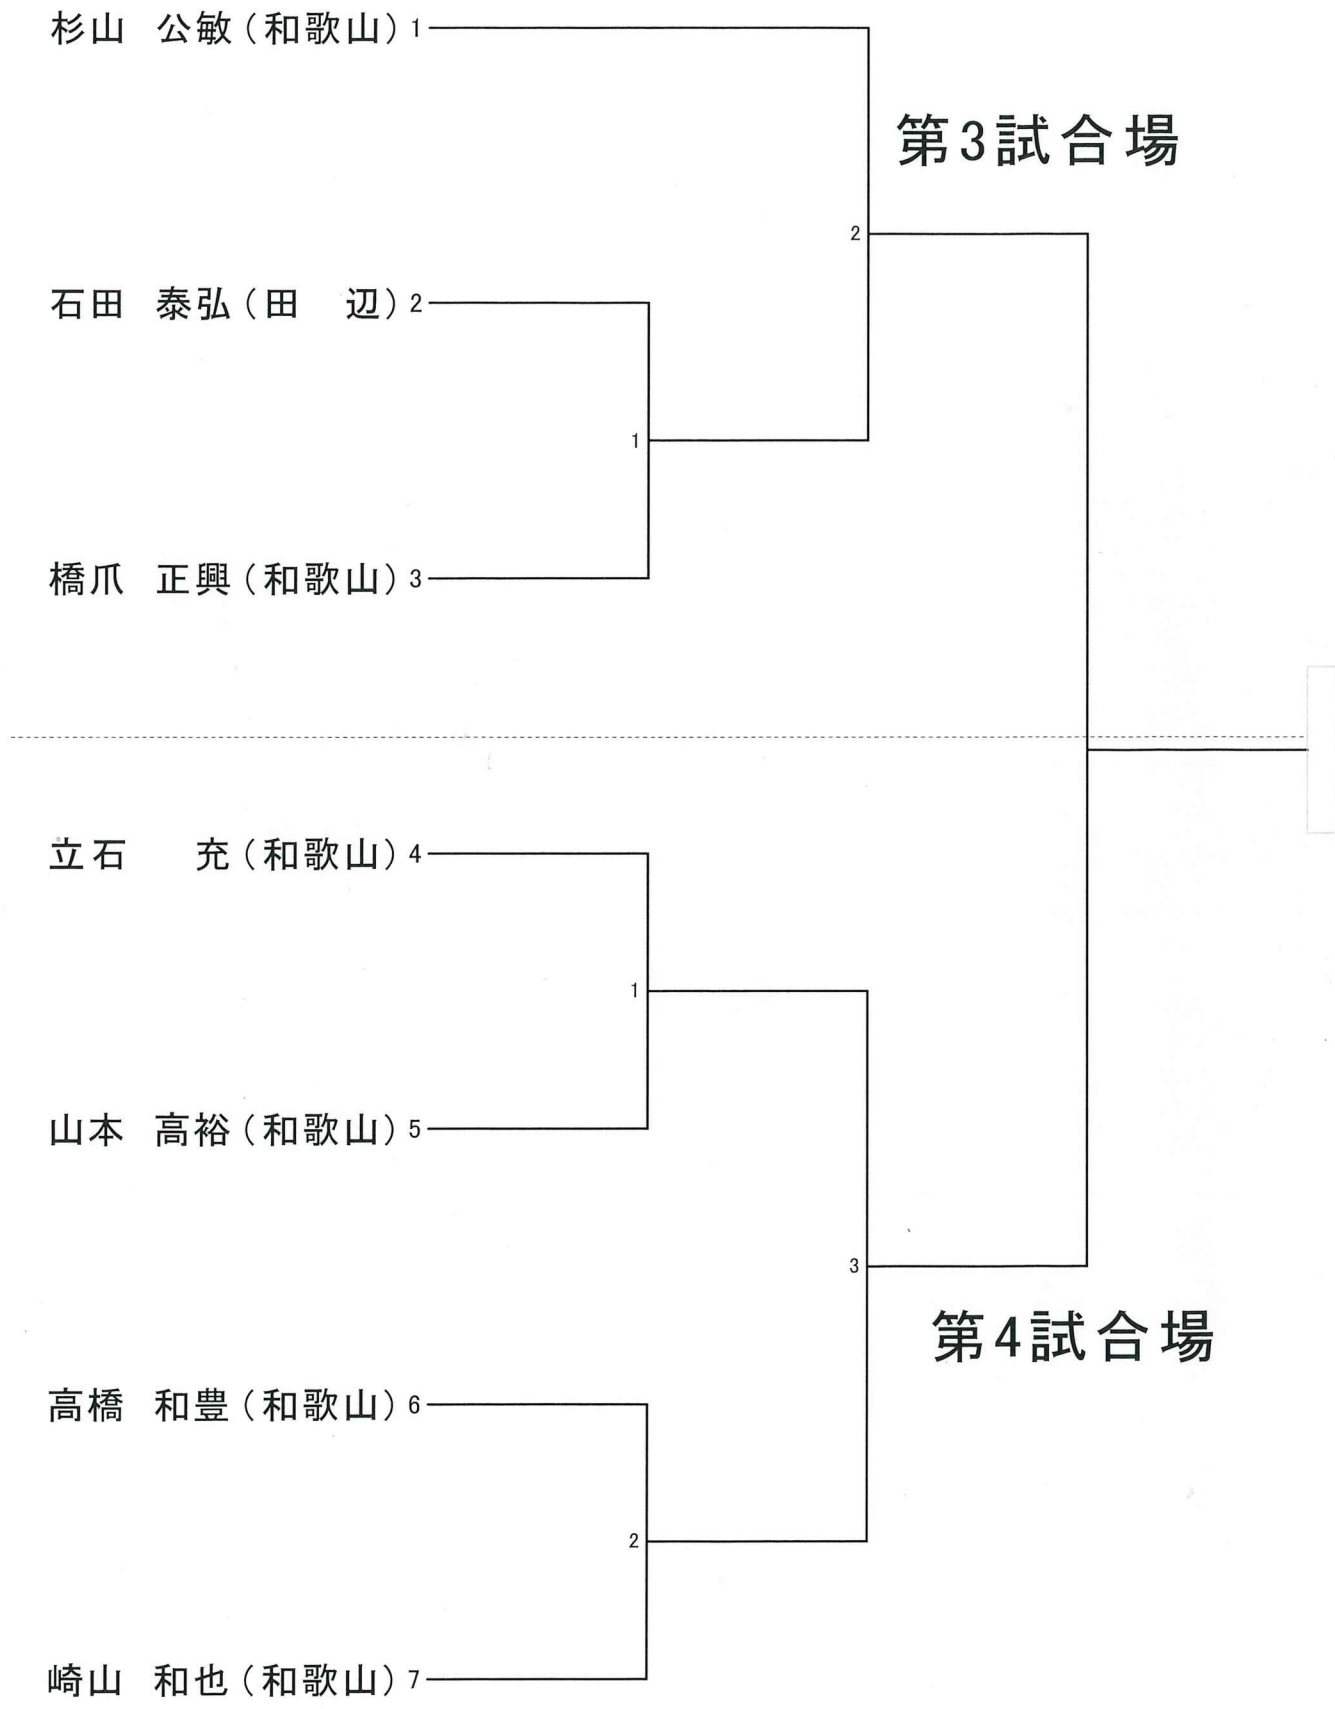 杉山　公敏（和歌山）1
第3試合場
2
石田　泰弘（田　辺）2
1
橋爪　正興（和歌山）3
立石　　充（和歌山）4
1
山本　高裕（和歌山）5
3
第4試合場
高橋　和豊（和歌山）6
2
崎山　和也（和歌山）7